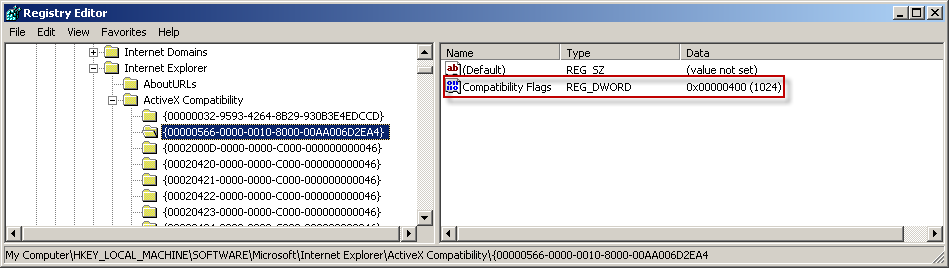 Registry Editor
File Edit View Favorites Help
Internet Domains
Internet Explorer
AboutURLs
ActiveX Compatibility
{00000032-9593-4264-8B29-930B3E4EDCCD}
{00000566-0000-0010-8000-00AA006D2EA4}
{0002000D-0000-0000-C000-000000000046}
{00020420-0000-0000-C000-000000000046}
{00020421-0000-0000-C000-000000000046}
{00020422-0000-0000-C000-000000000046}
{00020423-0000-0000-C000-000000000046}
Name Type Data
(Default) REG_SZ (value not set)
Compatibility Flags REG_DWORD 0x00000400 (1024)
My Computer\HKEY_LOCAL_MACHINE\SOFTWARE\Microsoft\Internet Explorer\ActiveX Compatibility\{00000566-0000-0010-8000-00AA006D2EA4